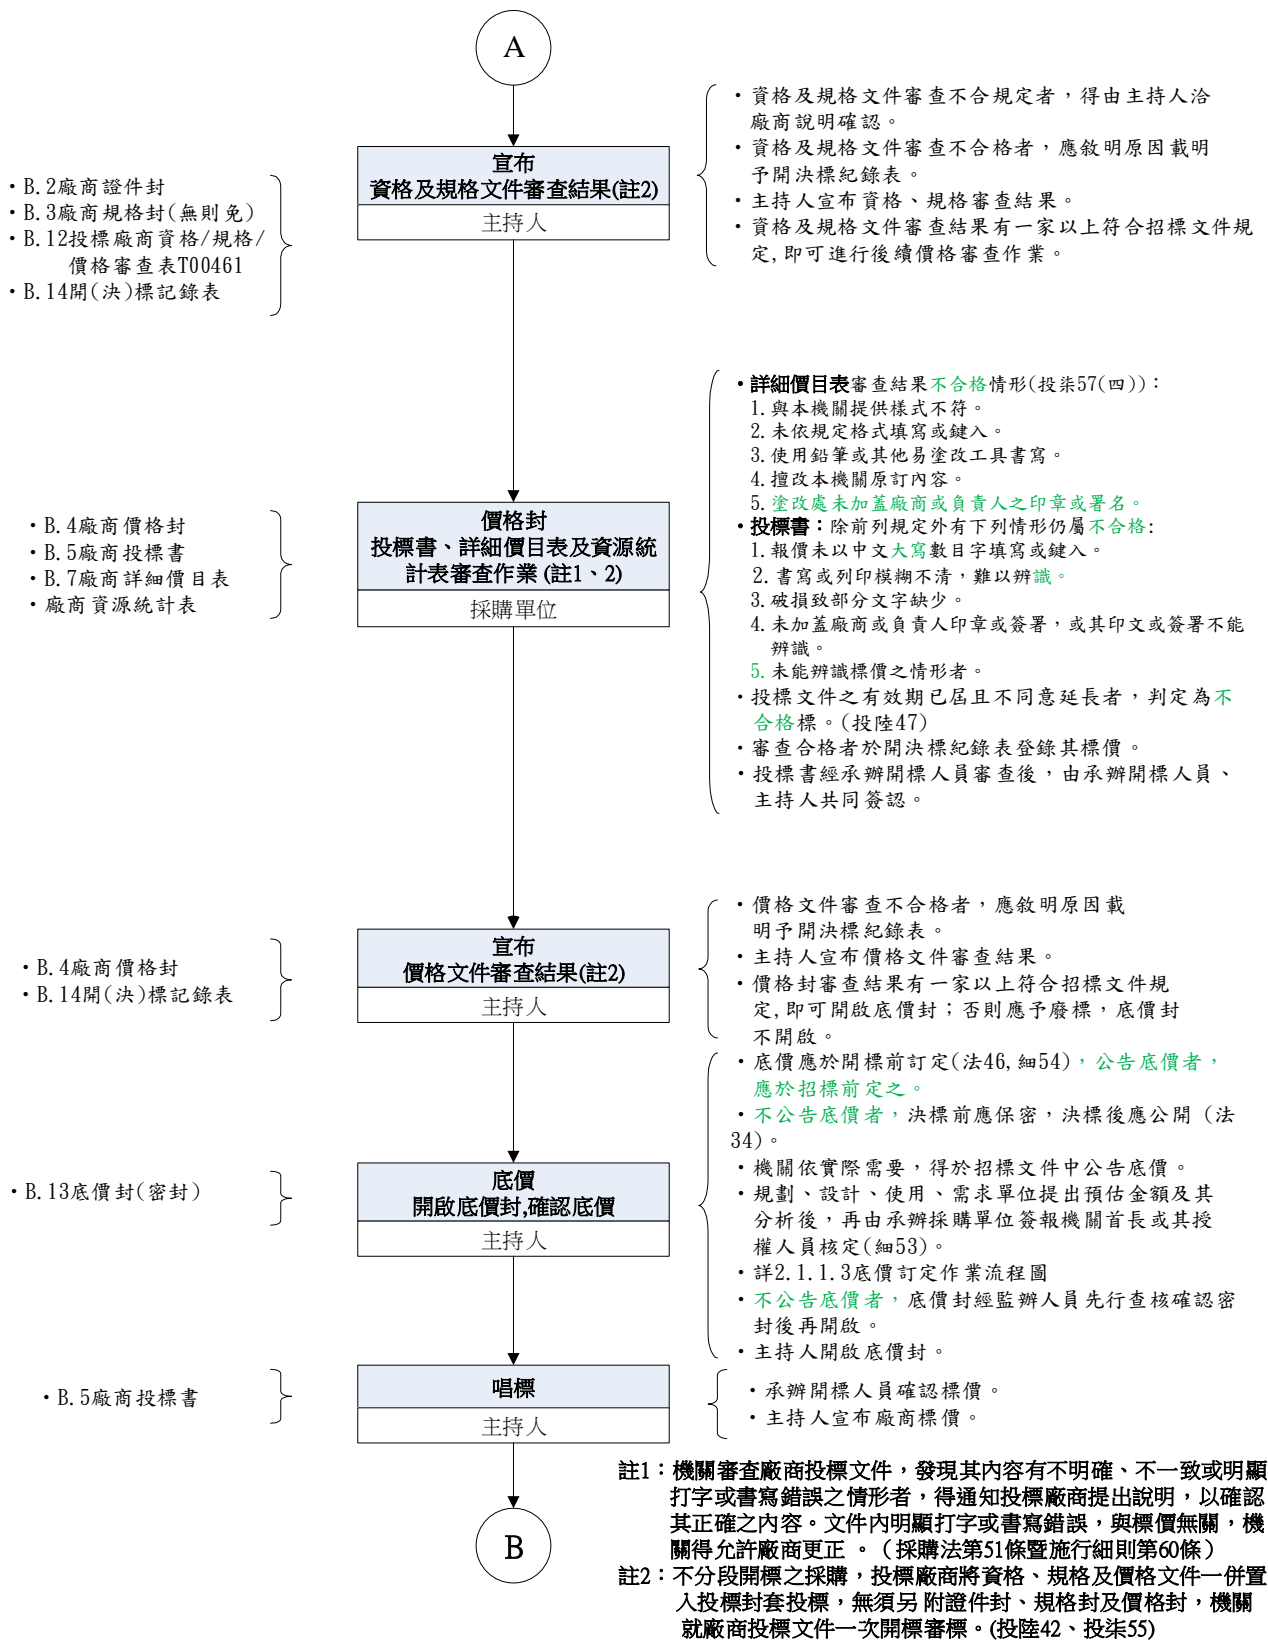 A
・B.2廠商證件封
・B.3廠商規格封(無則免)
・B.12投標廠商資格/規格/
價格審查表T00461
・B.14開(決)標記錄表
宣布
資格及規格文件審查結果(註2)
主持人
・資格及規格文件審查不合規定者，得由主持人洽
廠商說明確認。
・資格及規格文件審查不合格者，應敘明原因載明
予開決標紀錄表。
・主持人宣布資格、規格審查結果。
・資格及規格文件審查結果有一家以上符合招標文件規
定,即可進行後續價格審查作業。
・B.4廠商價格封
・B.5廠商投標書
・B.7廠商詳細價目表
・廠商資源統計表
價格封
投標書、詳細價目表及資源統
計表審查作業 (註1、2)
採購單位
・詳細價目表審查結果不合格情形(投柒57(四))：
1.與本機關提供樣式不符。
2.未依規定格式填寫或鍵入。
3.使用鉛筆或其他易塗改工具書寫。
4.擅改本機關原訂內容。
5.塗改處未加蓋廠商或負責人之印章或署名。
・投標書：除前列規定外有下列情形仍屬不合格:
1.報價未以中文大寫數目字填寫或鍵入。
2.書寫或列印模糊不清，難以辨識。
3.破損致部分文字缺少。
4.未加蓋廠商或負責人印章或簽署，或其印文或簽署不能
辨識。
5.未能辨識標價之情形者。
・投標文件之有效期已屆且不同意延長者，判定為不
合格標。(投陸47)
・審查合格者於開決標紀錄表登錄其標價。
・投標書經承辦開標人員審查後，由承辦開標人員、
主持人共同簽認。
・B.4廠商價格封
・B.14開(決)標記錄表
宣布
價格文件審查結果(註2)
主持人
・價格文件審查不合格者，應敘明原因載
明予開決標紀錄表。
・主持人宣布價格文件審查結果。
・價格封審查結果有一家以上符合招標文件規
定,即可開啟底價封；否則應予廢標，底價封
不開啟。
・B.13底價封(密封)
底價
開啟底價封,確認底價
主持人
・底價應於開標前訂定(法46,細54)，公告底價者，
應於招標前定之。
・不公告底價者，決標前應保密，決標後應公開 (法
34)。
・機關依實際需要，得於招標文件中公告底價。
・規劃、設計、使用、需求單位提出預估金額及其
分析後，再由承辦採購單位簽報機關首長或其授
權人員核定(細53)。
・詳2.1.1.3底價訂定作業流程圖
・不公告底價者，底價封經監辦人員先行查核確認密
封後再開啟。
・主持人開啟底價封。
・B.5廠商投標書
唱標
主持人
・承辦開標人員確認標價。
・主持人宣布廠商標價。
B
註1：機關審查廠商投標文件，發現其內容有不明確、不一致或明顯
打字或書寫錯誤之情形者，得通知投標廠商提出說明，以確認
其正確之內容。文件內明顯打字或書寫錯誤，與標價無關，機
關得允許廠商更正 。（採購法第51條暨施行細則第60條）
註2：不分段開標之採購，投標廠商將資格、規格及價格文件一併置
入投標封套投標，無須另 附證件封、規格封及價格封，機關
就廠商投標文件一次開標審標。(投陸42、投柒55)